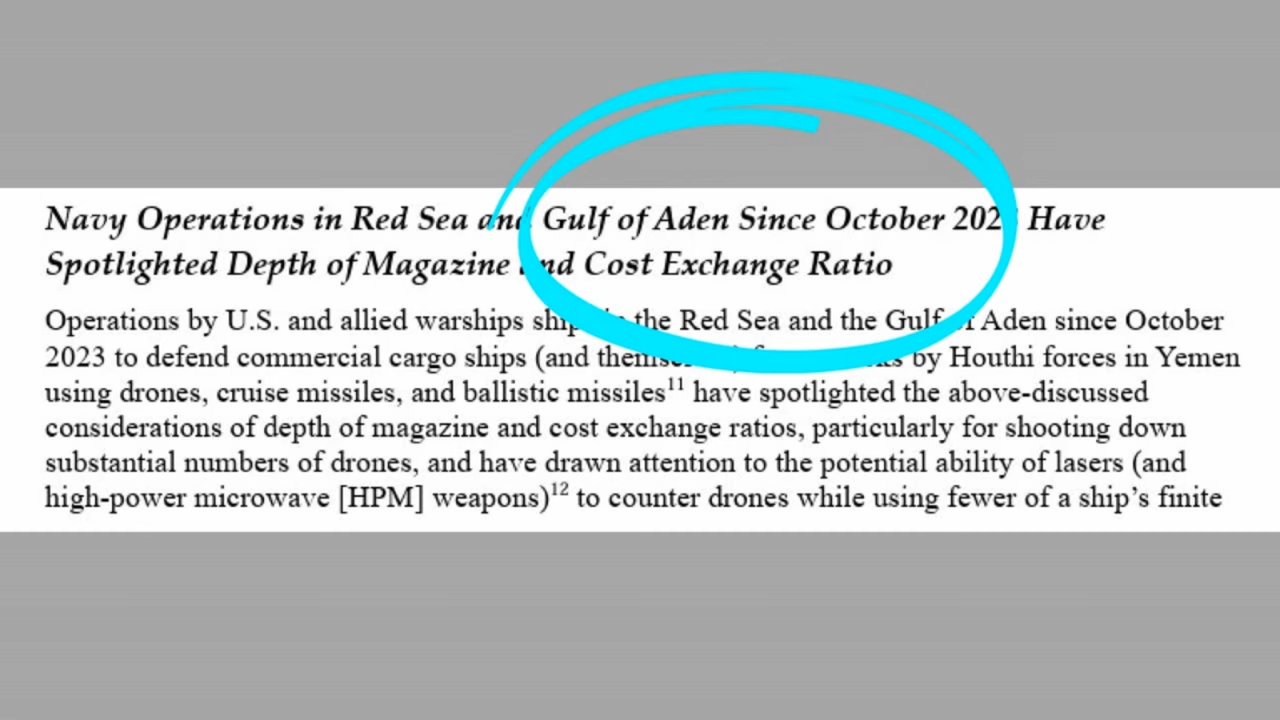 Navy Operations in Red Sea and Gulf of Aden Since October 202 Have
Spotlighted Depth of Magazine and Cost Exchange Ratio
Operations by U.S. and allied warships in the Red Sea and the Gulf of Aden since October
2023 to defend commercial cargo ships (and by Houthi forces in Yemen
using drones, cruise missiles, and ballistic missiles¹¹ have spotlighted the above-discussed
considerations of depth of magazine and cost exchange ratios, particularly for shooting down
substantial numbers of drones, and have drawn attention to the potential ability of lasers (and
high-power microwave [HPM] weapons)¹² to counter drones while using fewer of a ship’s finite